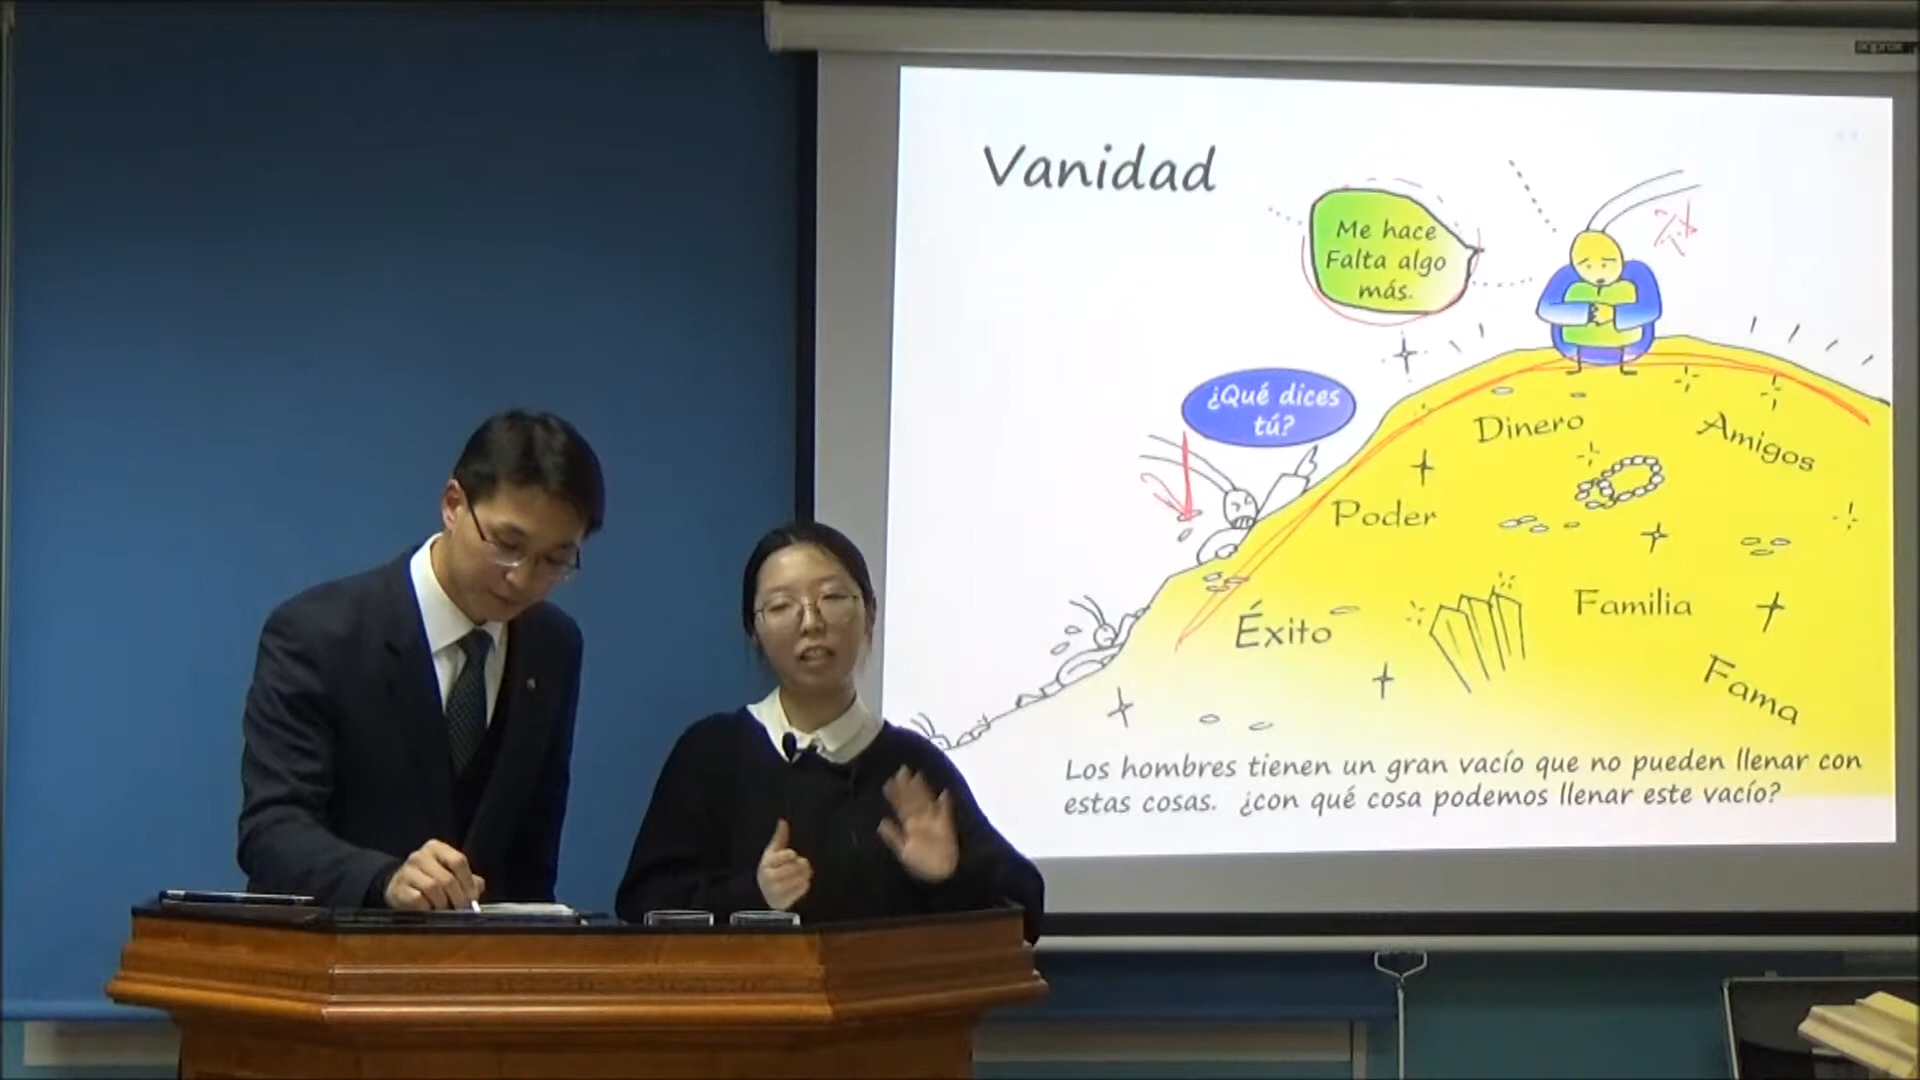 Vanidad
Me hace
Falta algo
más.
¿Qué dices
tú?
Dinero
Amigos
Poder
Éxito
Familia
Fama
Los hombres tienen un gran vacío que no pueden llenar con
estas cosas. ¿con qué cosa podemos llenar este vacío?